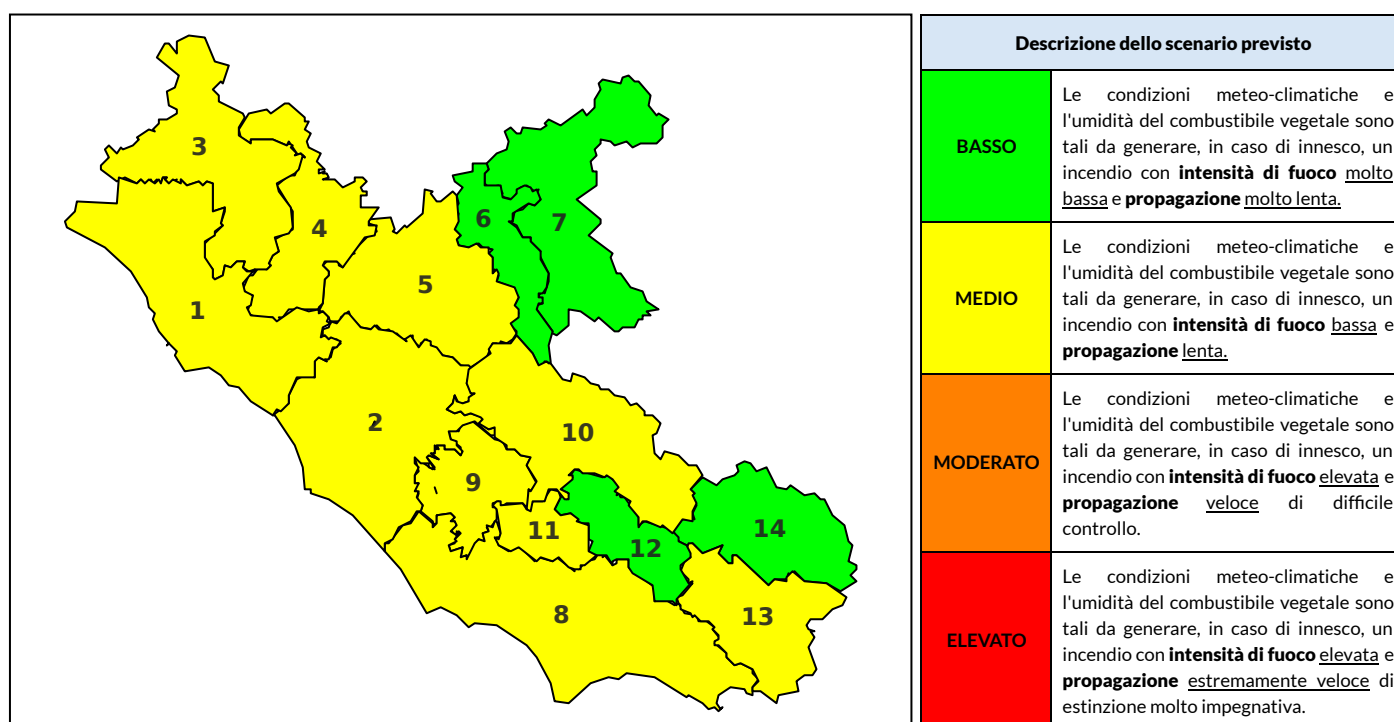 3
4
6
7
5
1
2
10
9
11
12
14
8
13
Descrizione dello scenario previsto
BASSO
Le condizioni meteo-climatiche e
l'umidità del combustibile vegetale sono
tali da generare, in caso di innesco, un
incendio con intensità di fuoco molto
bassa e propagazione molto lenta.
MEDIO
Le condizioni meteo-climatiche e
l'umidità del combustibile vegetale sono
tali da generare, in caso di innesco, un
incendio con intensità di fuoco bassa e
propagazione lenta.
MODERATO
Le condizioni meteo-climatiche e
l'umidità del combustibile vegetale sono
tali da generare, in caso di innesco, un
incendio con intensità di fuoco elevata e
propagazione veloce di difficile
controllo.
ELEVATO
Le condizioni meteo-climatiche e
l'umidità del combustibile vegetale sono
tali da generare, in caso di innesco, un
incendio con intensità di fuoco elevata e
propagazione estremamente veloce di
estinzione molto impegnativa.